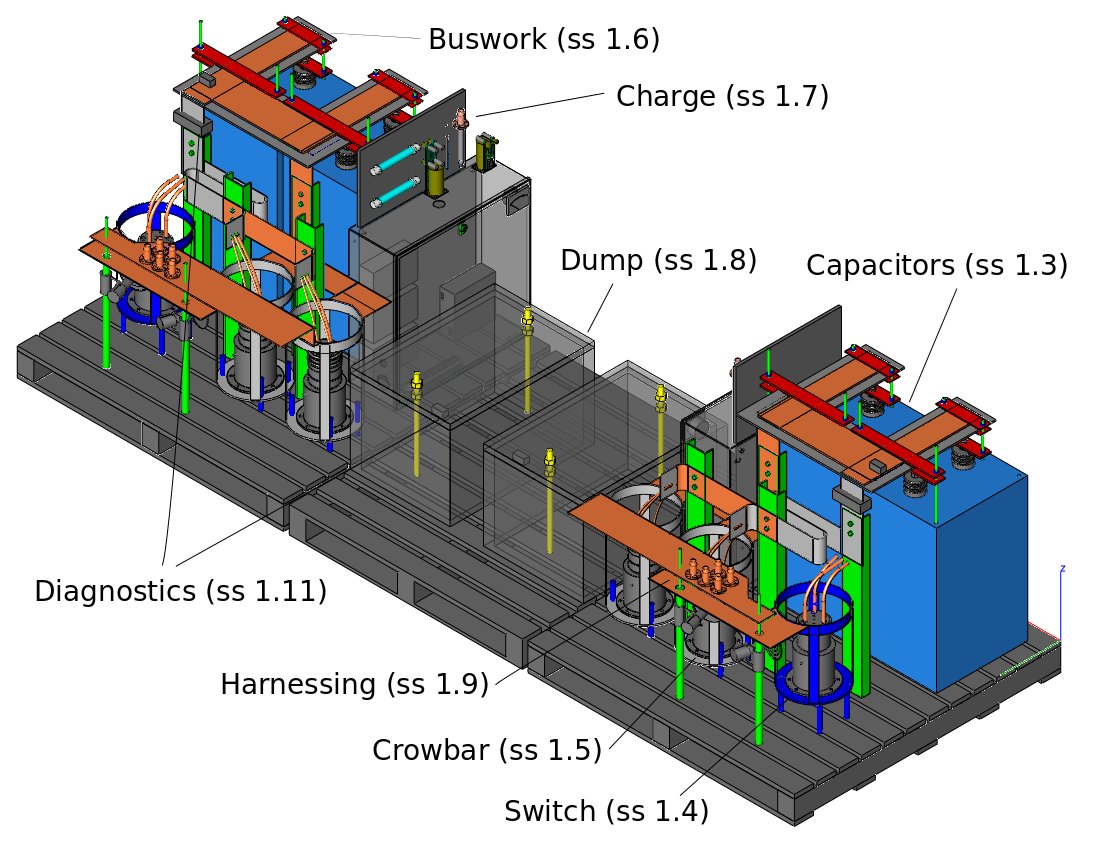 Buswork (ss 1.6)
Charge (ss 1.7)
Dump (ss 1.8)
Capacitors (ss 1.3)
Diagnostics (ss 1.11)
Harnessing (ss 1.9)
Crowbar (ss 1.5)
Switch (ss 1.4)
z